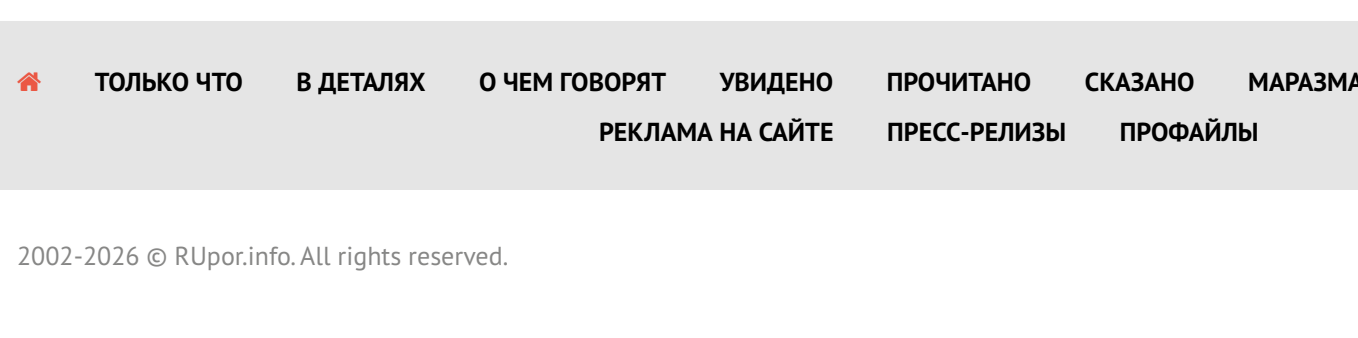 ТОЛЬКО ЧТО В ДЕТАЛЯХ О ЧЕМ ГОВОРЯТ УВИДЕНО ПРОЧИТАНО СКАЗАНО
РЕКЛАМА НА САЙТЕ ПРЕСС-РЕЛИЗЫ ПРОФАЙЛЫ
2002-2026 © RUpor.info. All rights reserved.